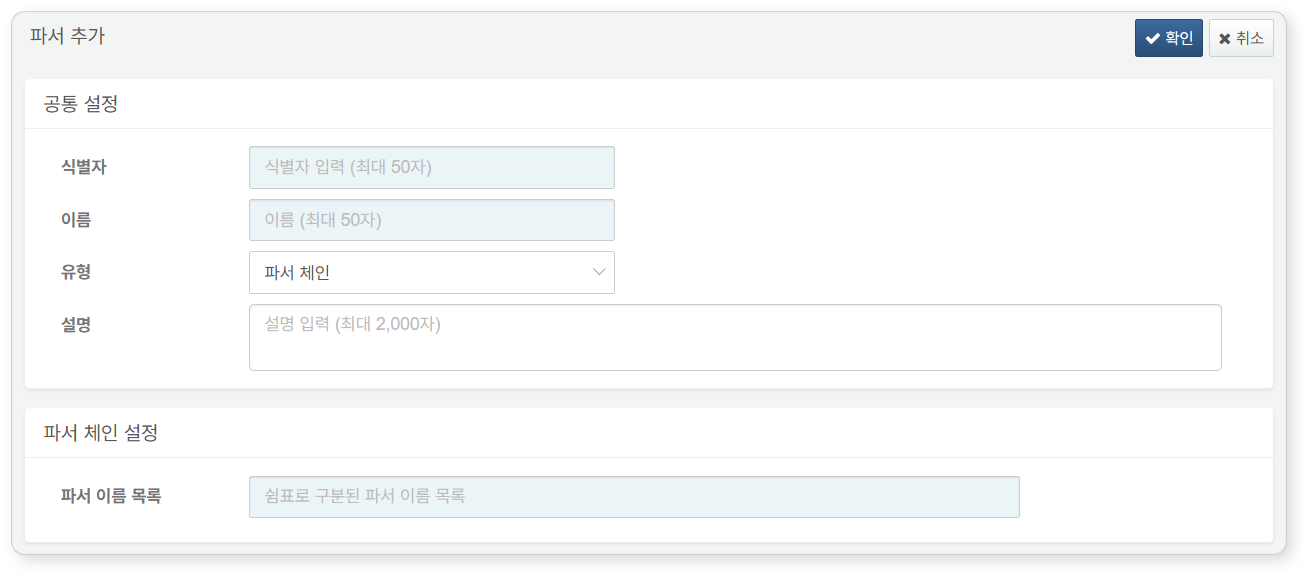 파서 추가
확인
취소
공통 설정
식별자
식별자 입력 (최대 50자)
이름
이름 (최대 50자)
유형
파서 체인
설명
설명 입력 (최대 2,000자)
파서 체인 설정
파서 이름 목록
쉼표로 구분된 파서 이름 목록